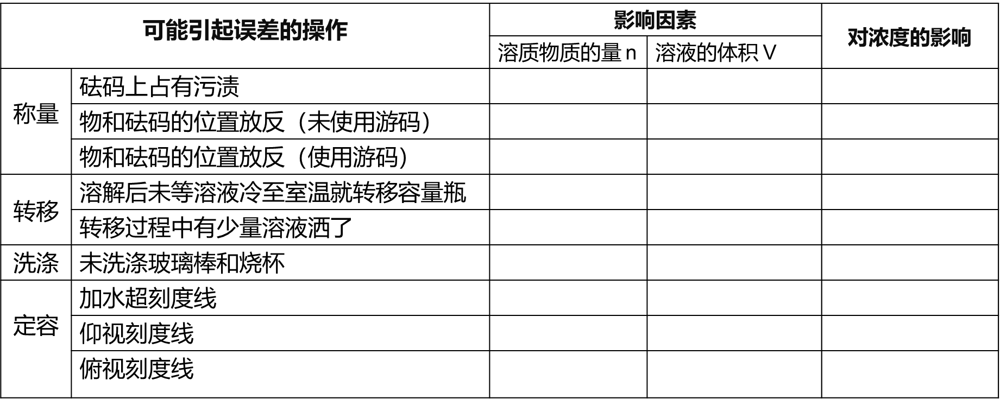 可能引起误差的操作
影响因素
对浓度的影响
溶质物质的量 n
溶液的体积 V
称量
砝码上占有污渍
物和砝码的位置放反（未使用游码）
物和砝码的位置放反（使用游码）
转移
溶解后未等溶液冷至室温就转移容量瓶
转移过程中有少量溶液洒了
洗涤
未洗涤玻璃棒和烧杯
定容
加水超刻度线
仰视刻度线
俯视刻度线